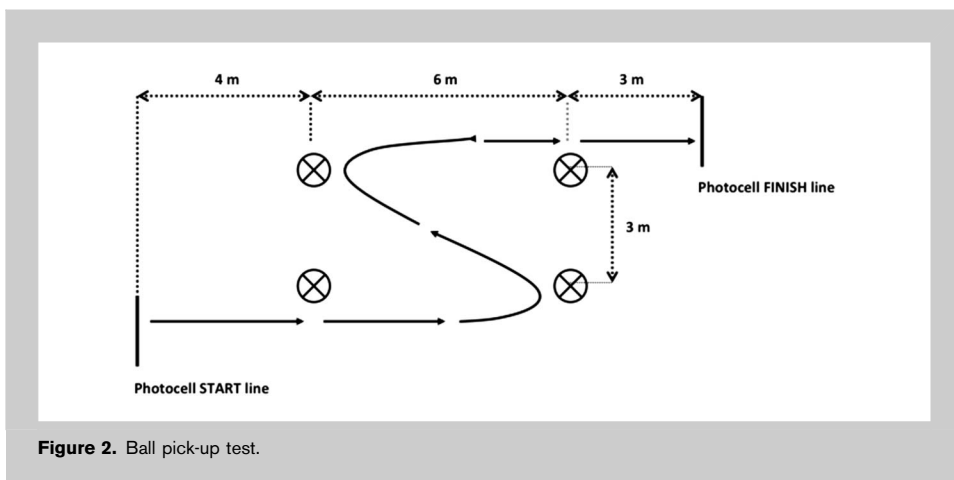 4 m
6 m
3 m
Photocell FINISH line
3 m
Photocell START line
Figure 2. Ball pick-up test.